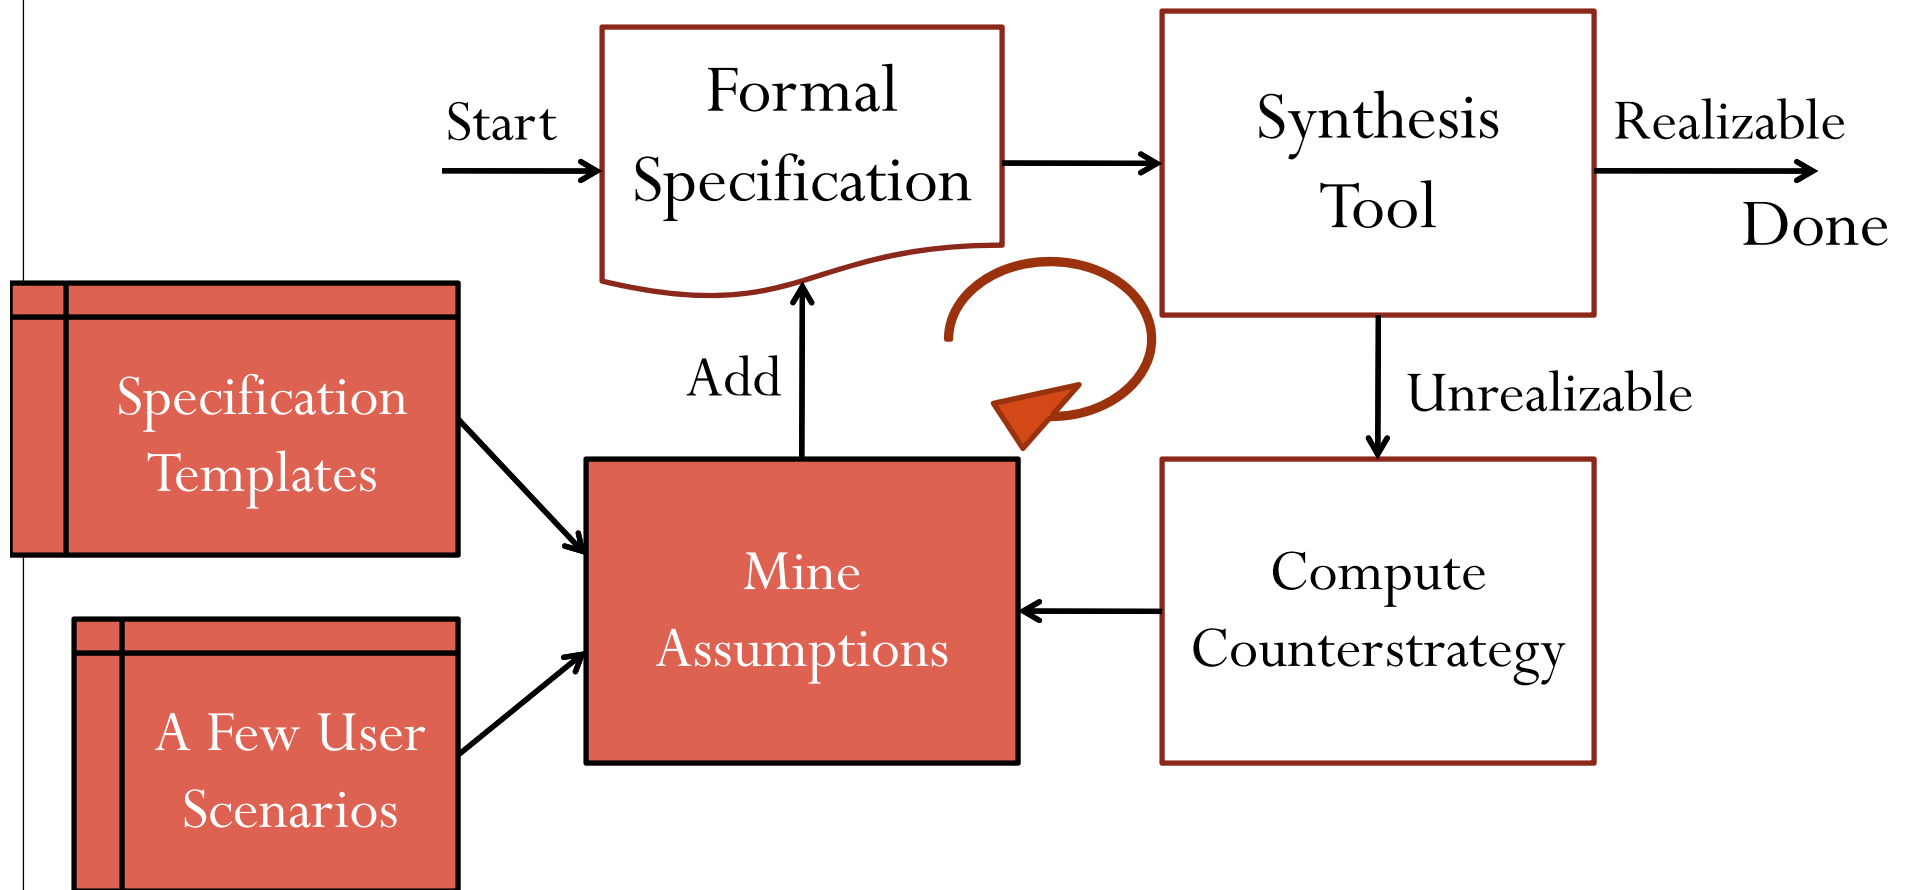 Start
Formal
Specification
Synthesis
Tool
Realizable
Done
Specification
Templates
Add
Unrealizable
Mine
Assumptions
Compute
Counterstrategy
A Few User
Scenarios